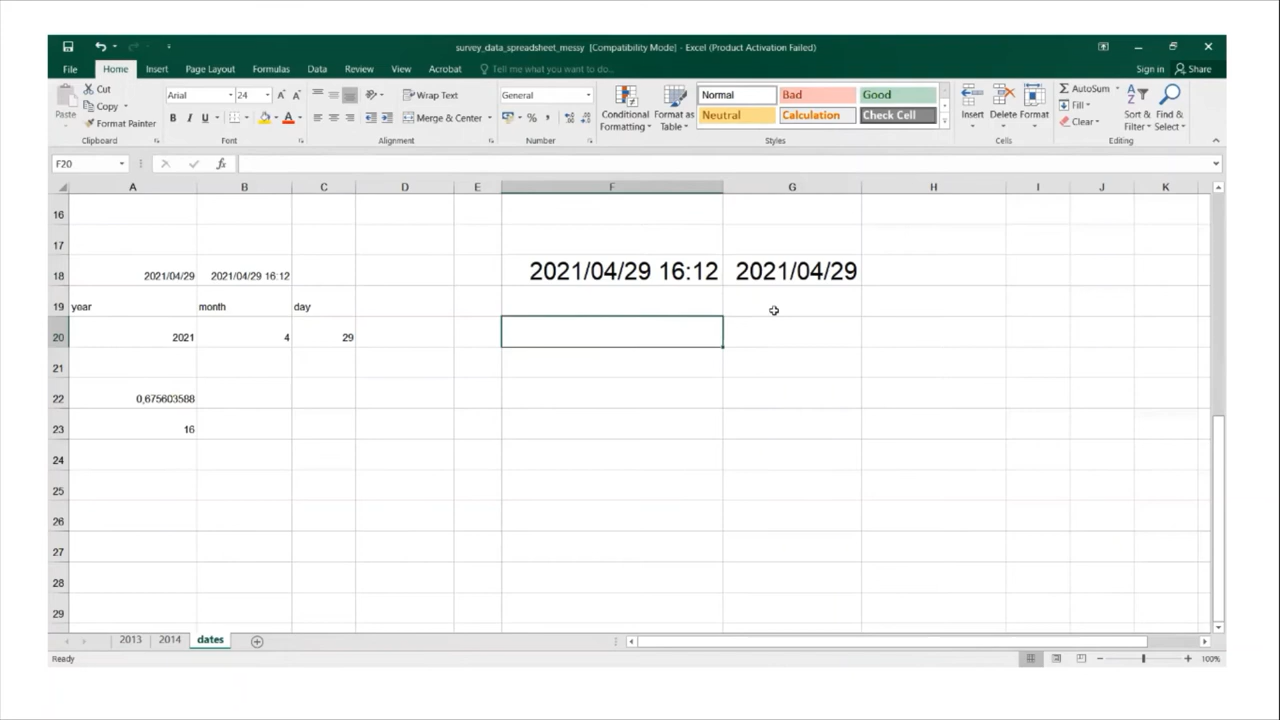 survey_data_spreadsheet_messy [Compatibility Mode] - Excel (Product Activation Failed)
File Home Insert Page Layout Formulas Data Review View Acrobat Tell me what you want to do... Sign in Share
Paste Cut Copy Format Painter Clipboard
Arial 24 B I U Font
Wrap Text Merge & Center Alignment
General % Number
Conditional Formatting Format as Table Normal Bad Good Neutral Calculation Check Cell Styles
Insert Delete Format Cells
AutoSum Fill Clear Sort & Filter Find & Select Editing
F20 fx
A B C D E F G H I J K
16
17
18 2021/04/29 2021/04/29 16:12 2021/04/29 16:12 2021/04/29
19 year month day
20 2021 4 29
21
22 0,675603588
23 16
24
25
26
27
28
29
2013 2014 dates
Ready 100%